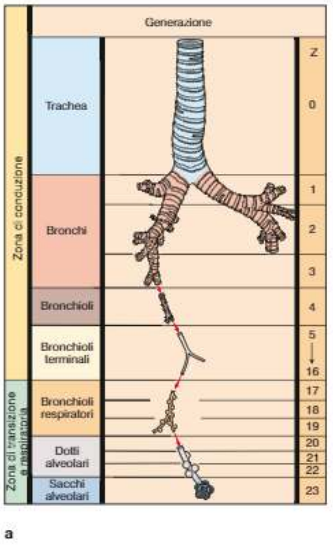 Generazione
Z
Zona di conduzione
Trachea
0
Bronchi
1
2
3
Bronchioli
4
Bronchioli
terminali
5
16
Zona di transizione
e respiratoria
Bronchioli
respiratori
17
18
19
Dotti
alveolari
20
21
22
Sacchi
alveolari
23
a